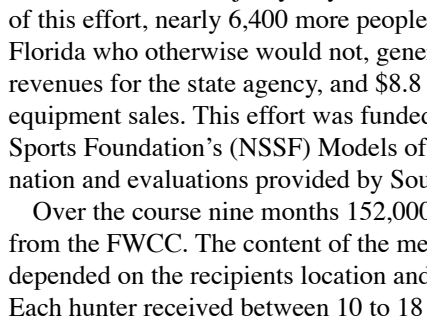 of this effort, nearly 6,400 more people
Florida who otherwise would not, gene
revenues for the state agency, and $8.8
equipment sales. This effort was funded
Sports Foundation’s (NSSF) Models of
nation and evaluations provided by Sou
Over the course nine months 152,000
from the FWCC. The content of the me
depended on the recipients location and
Each hunter received between 10 to 18